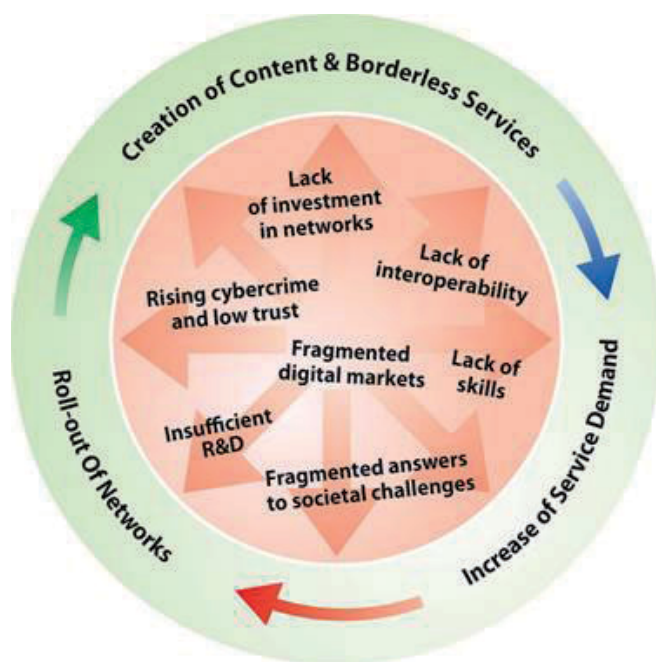 Creation of Content & Borderless Services
Lack
of investment
in networks
Lack of
interoperability
Rising cybercrime
and low trust
Fragmented
digital markets
Lack of
skills
Insufficient
R&D
Fragmented answers
to societal challenges
Increase of Service Demand
Roll-out Of Networks